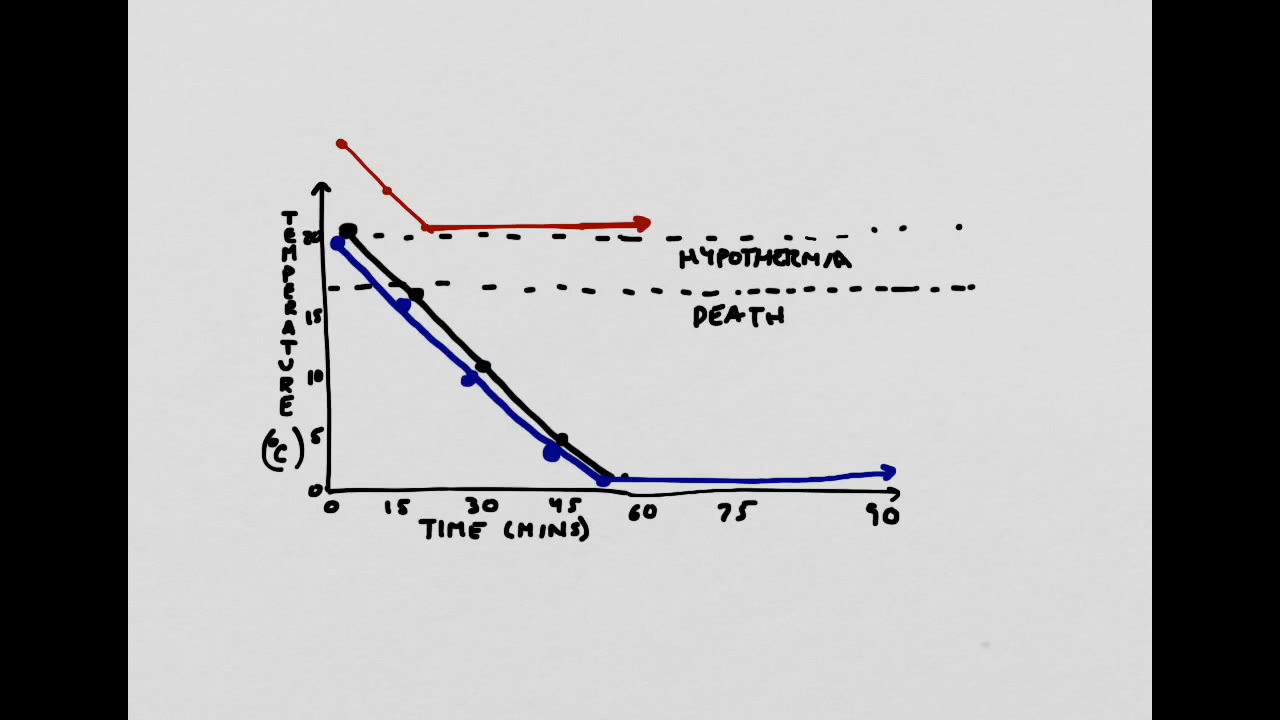 TEMPERATURE
(°C)
20
15
10
5
0
HYPOTHERMIA
DEATH
0 15 30 45 60 75 90
TIME (MINS)